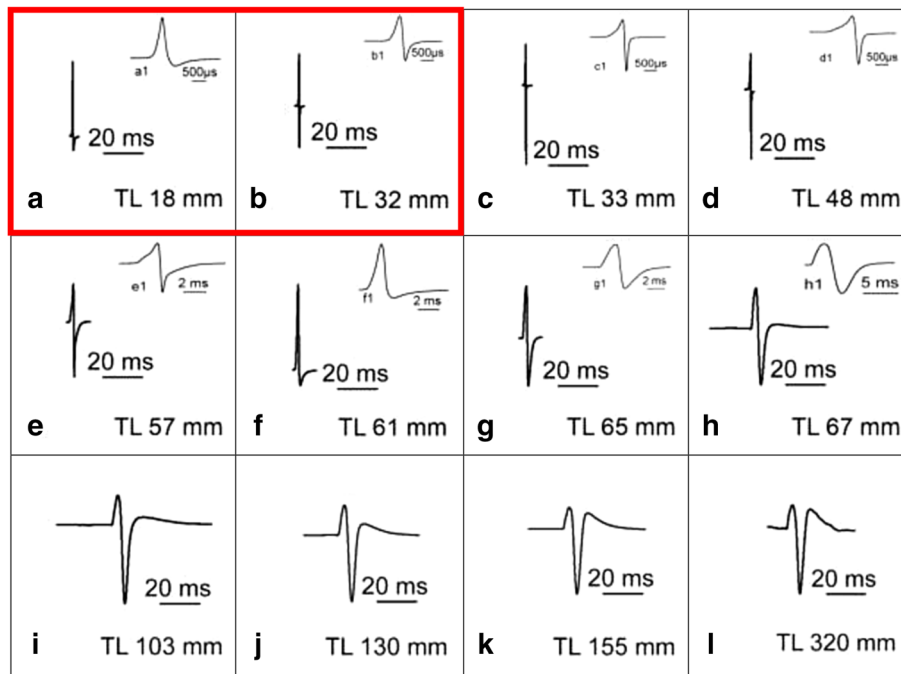 a1
500µs
20 ms
a TL 18 mm
b1
500µs
20 ms
b TL 32 mm
c1
500µs
20 ms
c TL 33 mm
d1
500µs
20 ms
d TL 48 mm
e1
2 ms
20 ms
e TL 57 mm
f1
2 ms
20 ms
f TL 61 mm
g1
2 ms
20 ms
g TL 65 mm
h1
5 ms
20 ms
h TL 67 mm
20 ms
i TL 103 mm
20 ms
j TL 130 mm
20 ms
k TL 155 mm
20 ms
l TL 320 mm